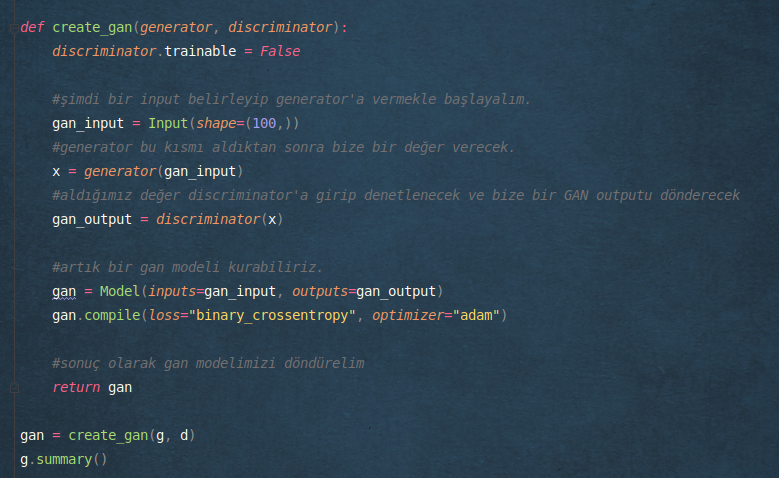 def create_gan(generator, discriminator):
    discriminator.trainable = False
    #şimdi bir input belirleyip generator'a vermekle başlayalım.
    gan_input = Input(shape=(100,))
    #generator bu kısmı aldıktan sonra bize bir değer verecek.
    x = generator(gan_input)
    #aldığımız değer discriminator'a girip denetlenecek ve bize bir GAN outputu dönderecek
    gan_output = discriminator(x)
    #artık bir gan modeli kurabiliriz.
    gan = Model(inputs=gan_input, outputs=gan_output)
    gan.compile(loss="binary_crossentropy", optimizer="adam")
    #sonuç olarak gan modelimizi döndürelim
    return gan
gan = create_gan(g, d)
g.summary()